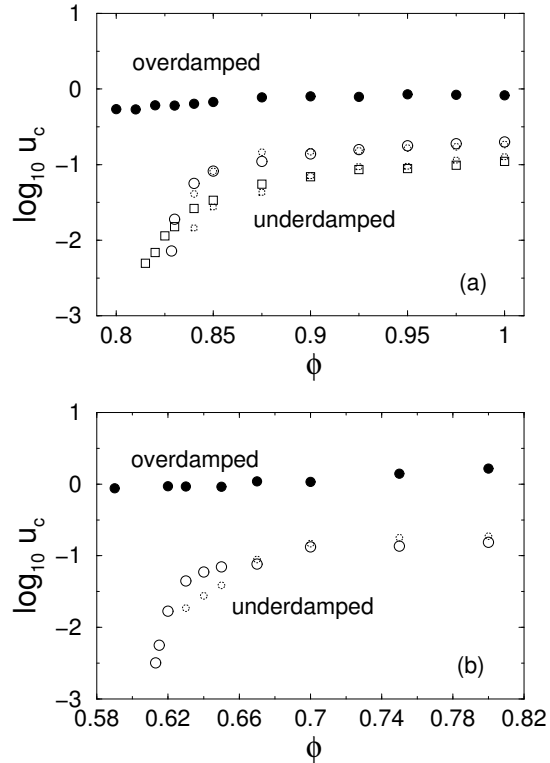 1
overdamped
0
log10 uc
−1
underdamped
−2
(a)
−3
0.8 0.85 0.9 0.95 1
ϕ
1
overdamped
0
log10 uc
−1
underdamped
−2
(b)
−3
0.58 0.62 0.66 0.7 0.74 0.78 0.82
ϕ